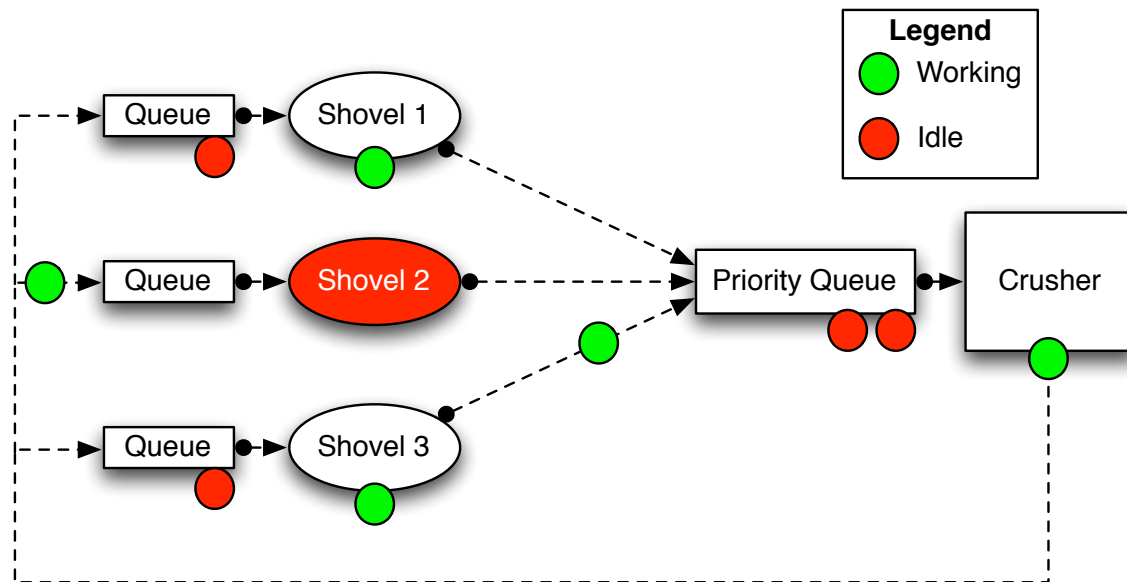 Legend
Working
Idle
Queue
Shovel 1
Queue
Shovel 2
Priority Queue
Crusher
Queue
Shovel 3